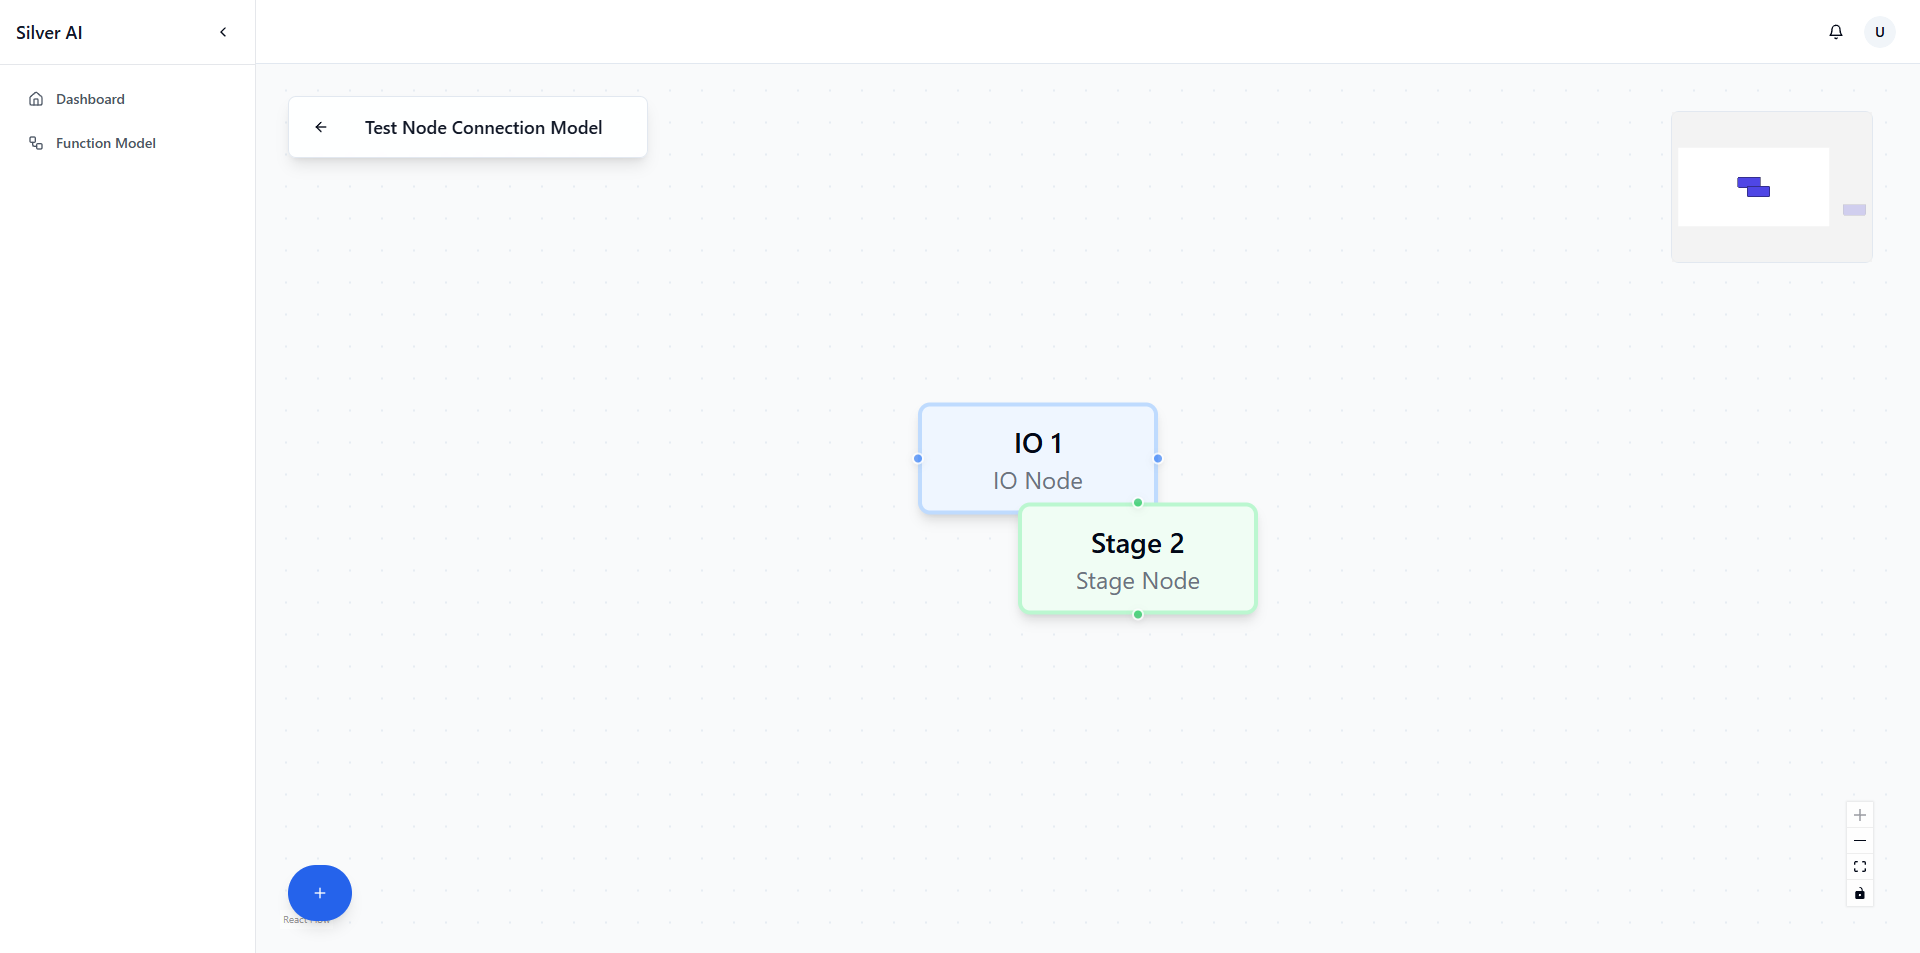 Silver AI
U
Dashboard
Function Model
Test Node Connection Model
IO 1
IO Node
Stage 2
Stage Node
React Flow